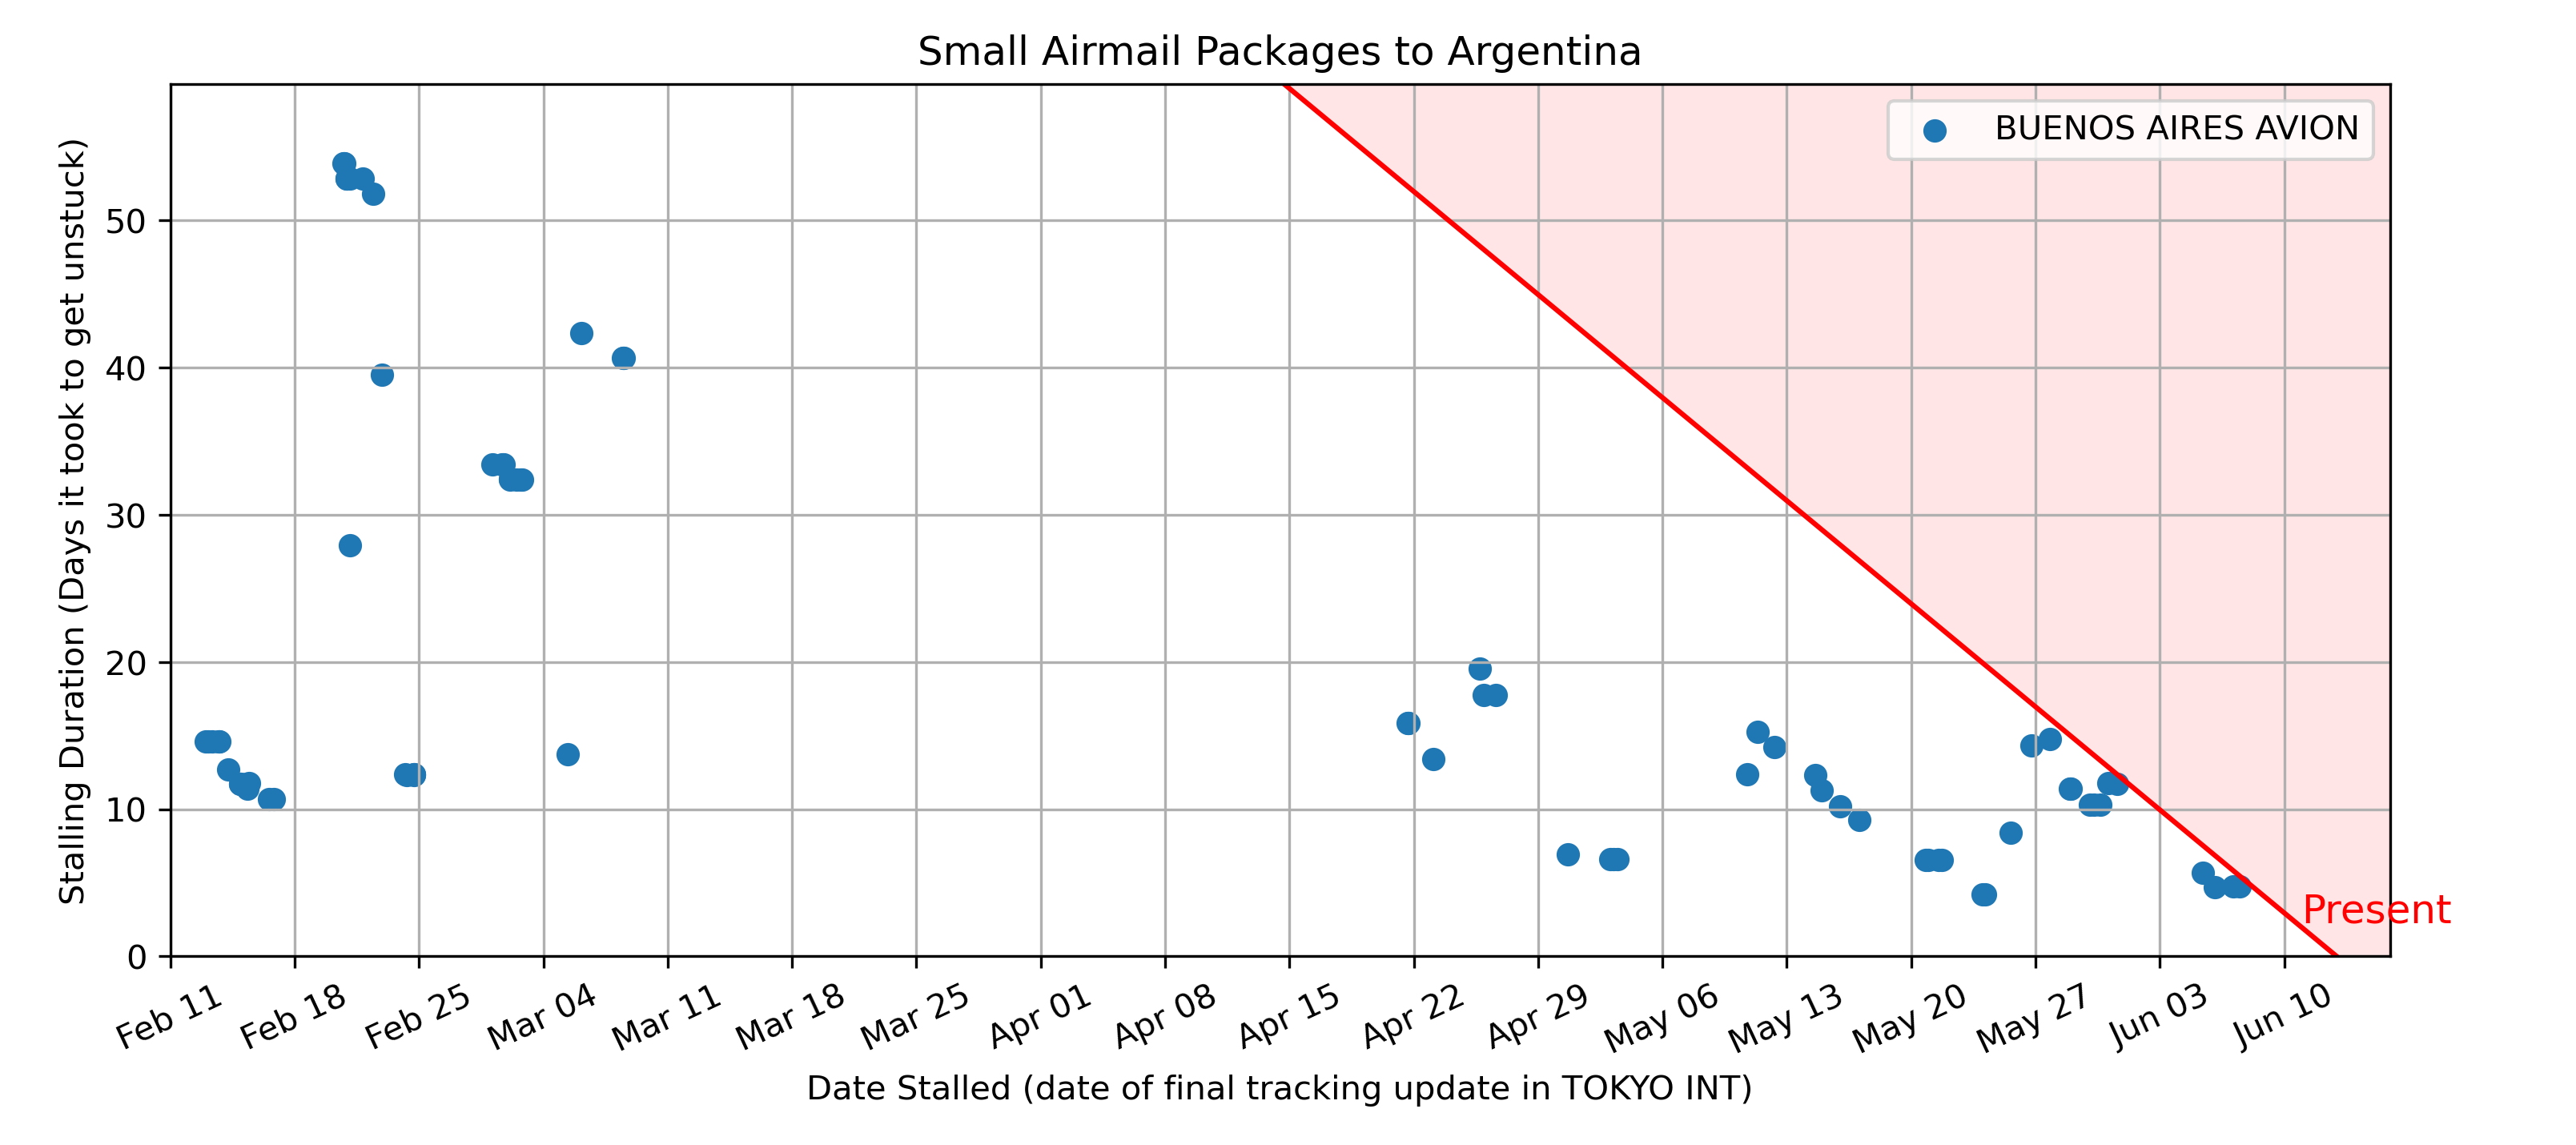 Small Airmail Packages to Argentina
BUENOS AIRES AVION
Stalling Duration (Days it took to get unstuck)
50
40
30
20
10
0
Present
Feb 11
Feb 18
Feb 25
Mar 04
Mar 11
Mar 18
Mar 25
Apr 01
Apr 08
Apr 15
Apr 22
Apr 29
May 06
May 13
May 20
May 27
Jun 03
Jun 10
Date Stalled (date of final tracking update in TOKYO INT)